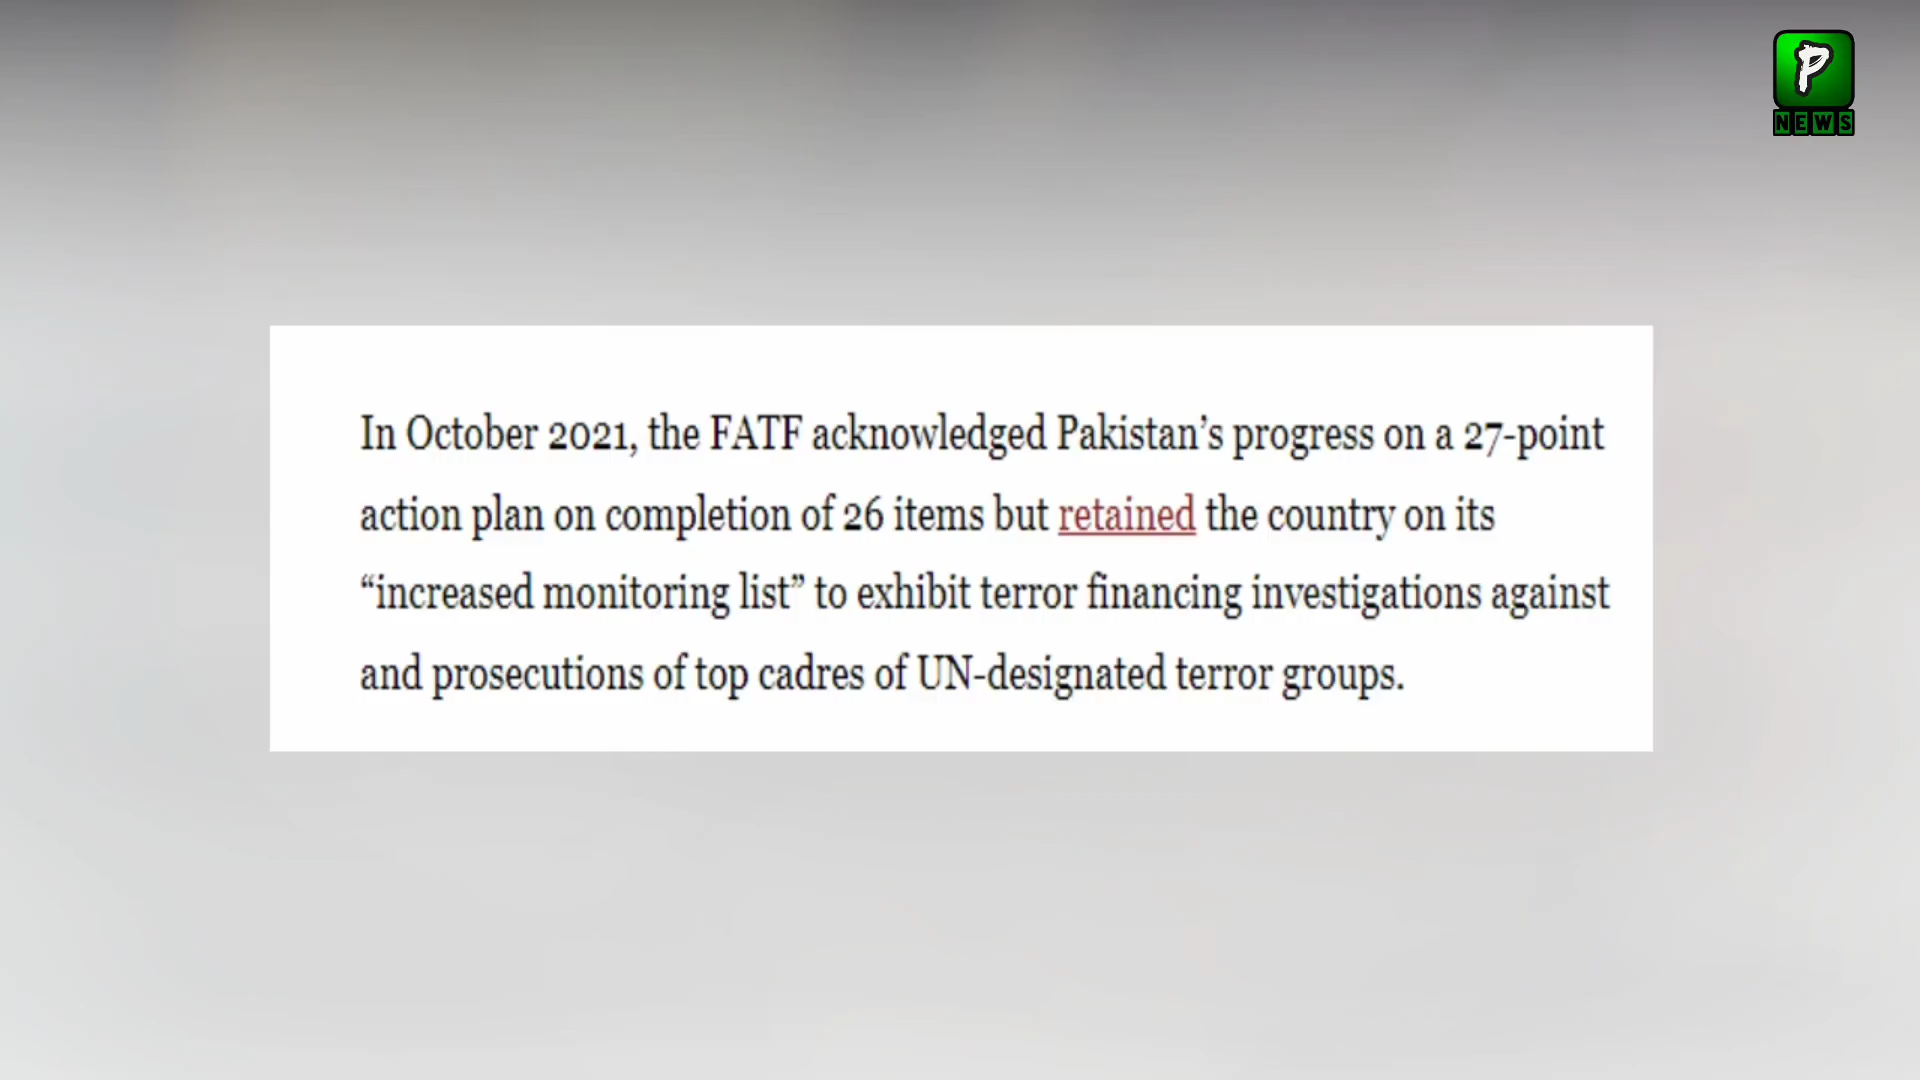 P
NEWS
In October 2021, the FATF acknowledged Pakistan’s progress on a 27-point
action plan on completion of 26 items but retained the country on its
“increased monitoring list” to exhibit terror financing investigations against
and prosecutions of top cadres of UN-designated terror groups.